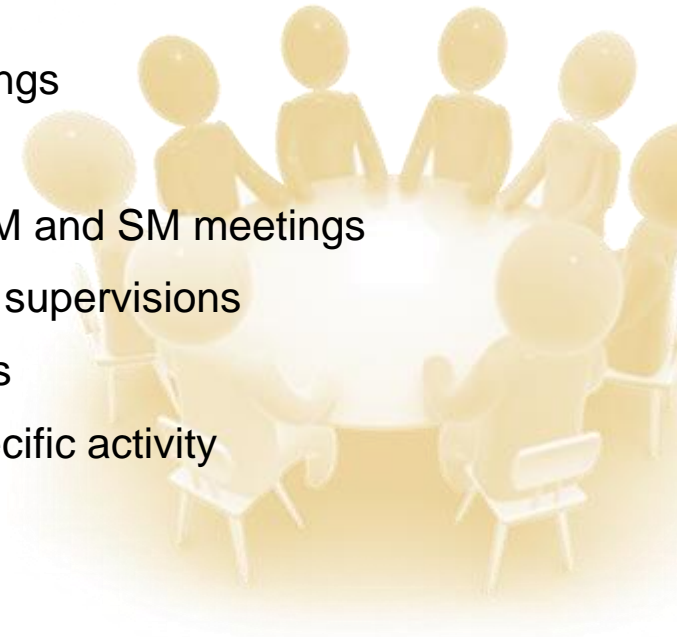 ngs
M and SM meetings
supervisions
s
cific activity